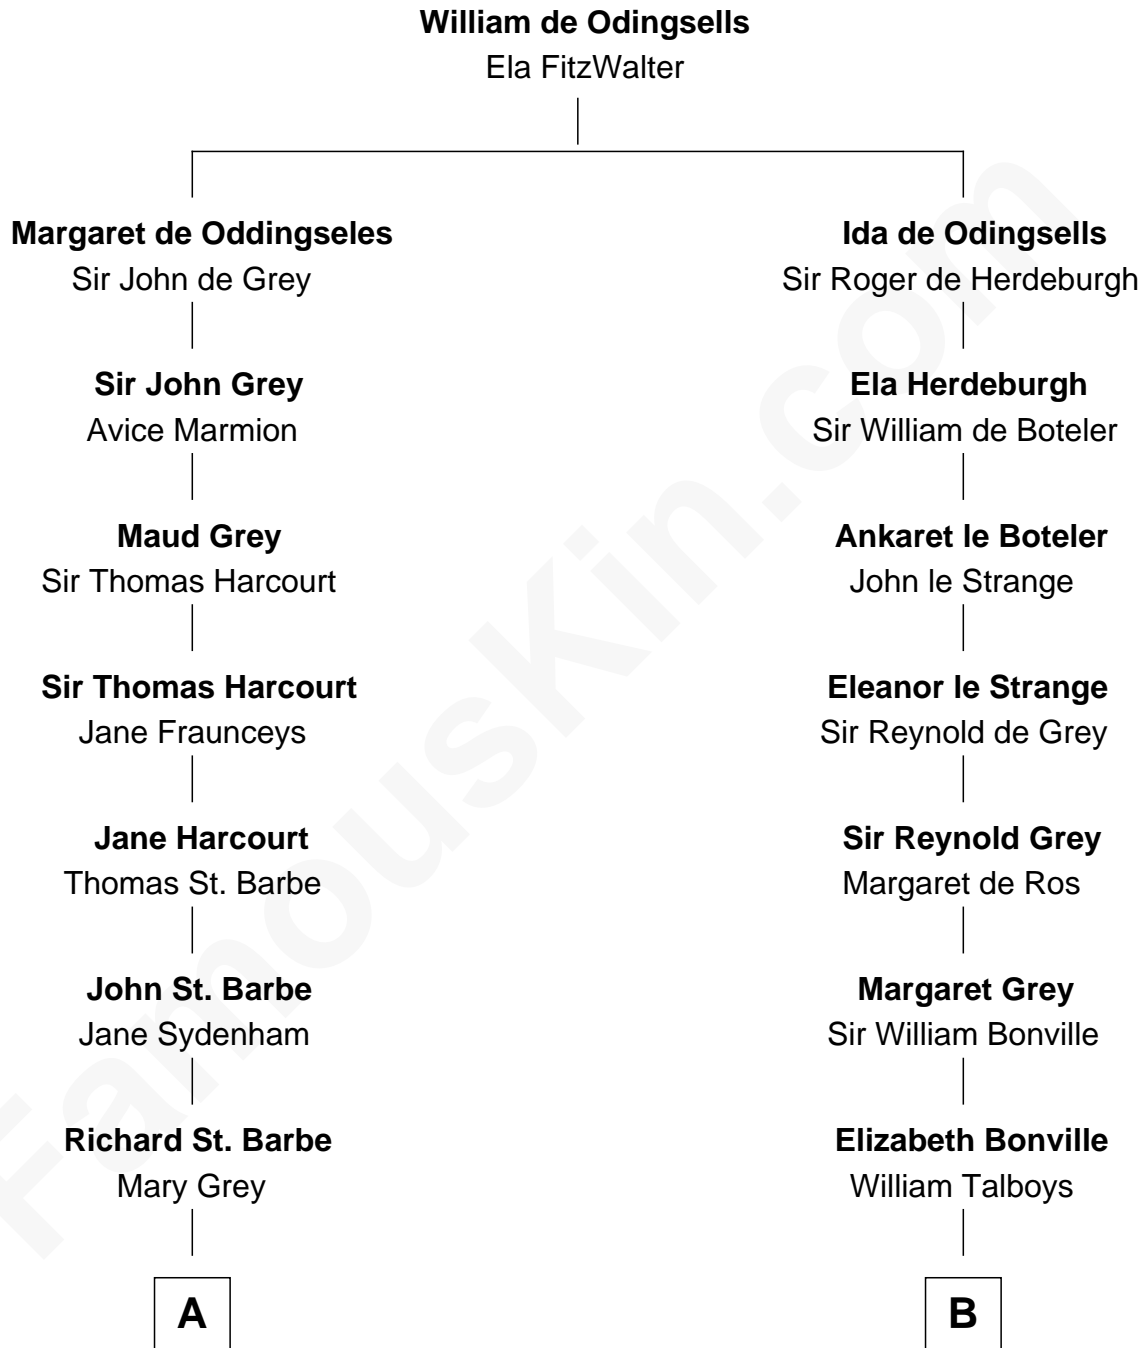 William de Odingsells
Ela FitzWalter
Margaret de Oddingseles
Sir John de Grey
Ida de Odingsells
Sir Roger de Herdeburgh
Sir John Grey
Avice Marmion
Ela Herdeburgh
Sir William de Boteler
Maud Grey
Sir Thomas Harcourt
Ankaret le Boteler
John le Strange
Sir Thomas Harcourt
Jane Fraunceys
Eleanor le Strange
Sir Reynold de Grey
Jane Harcourt
Thomas St. Barbe
Sir Reynold Grey
Margaret de Ros
John St. Barbe
Jane Sydenham
Margaret Grey
Sir William Bonville
Richard St. Barbe
Mary Grey
Elizabeth Bonville
William Talboys
A
B
FamousKin.com